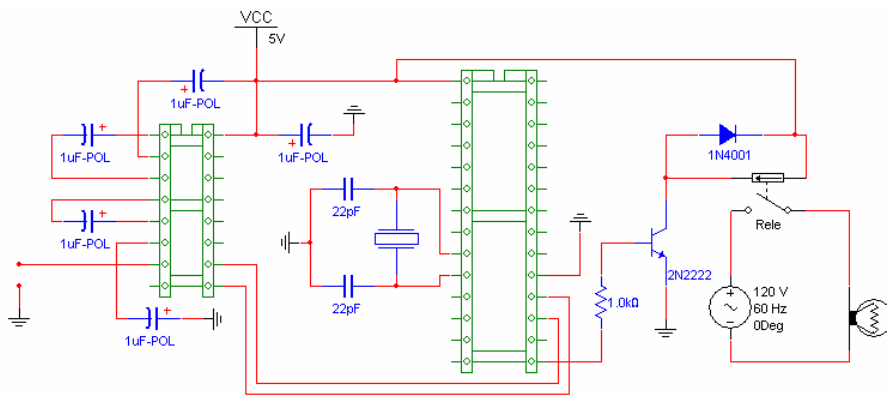 VCC
5V
1uF-POL
1uF-POL
1uF-POL
1N4001
22pF
Rele
1uF-POL
2N2222
120 V
60 Hz
0Deg
1.0kΩ
22pF
1uF-POL